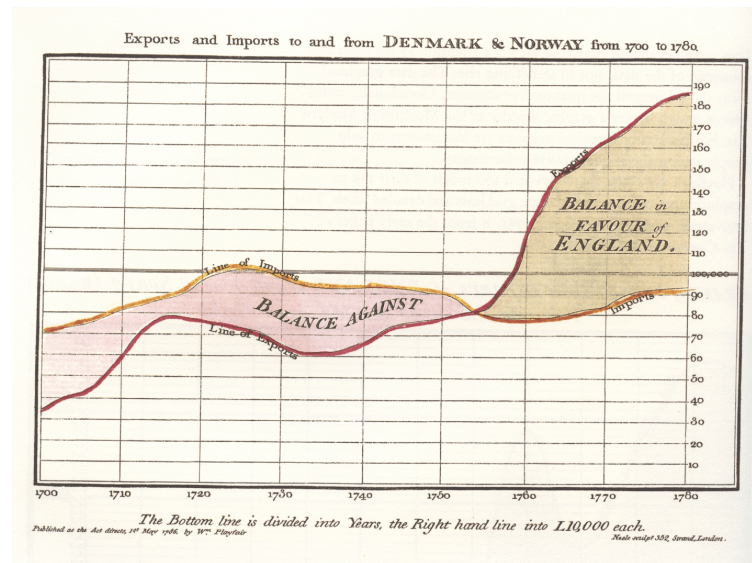 Exports and Imports to and from DENMARK & NORWAY from 1700 to 1780.
190
180
170
160
150
140
130
120
110
100,000
90
80
70
60
50
40
30
20
10
Exports
BALANCE in
FAVOUR of
ENGLAND.
Line of Imports
BALANCE AGAINST
Imports
Line of Exports
1700 1710 1720 1730 1740 1750 1760 1770 1780
The Bottom line is divided into Years, the Right hand line into L10,000 each.
Published as the Act directs, 1st May 1786, by Wm. Playfair
Neele sculpt 352, Strand, London.